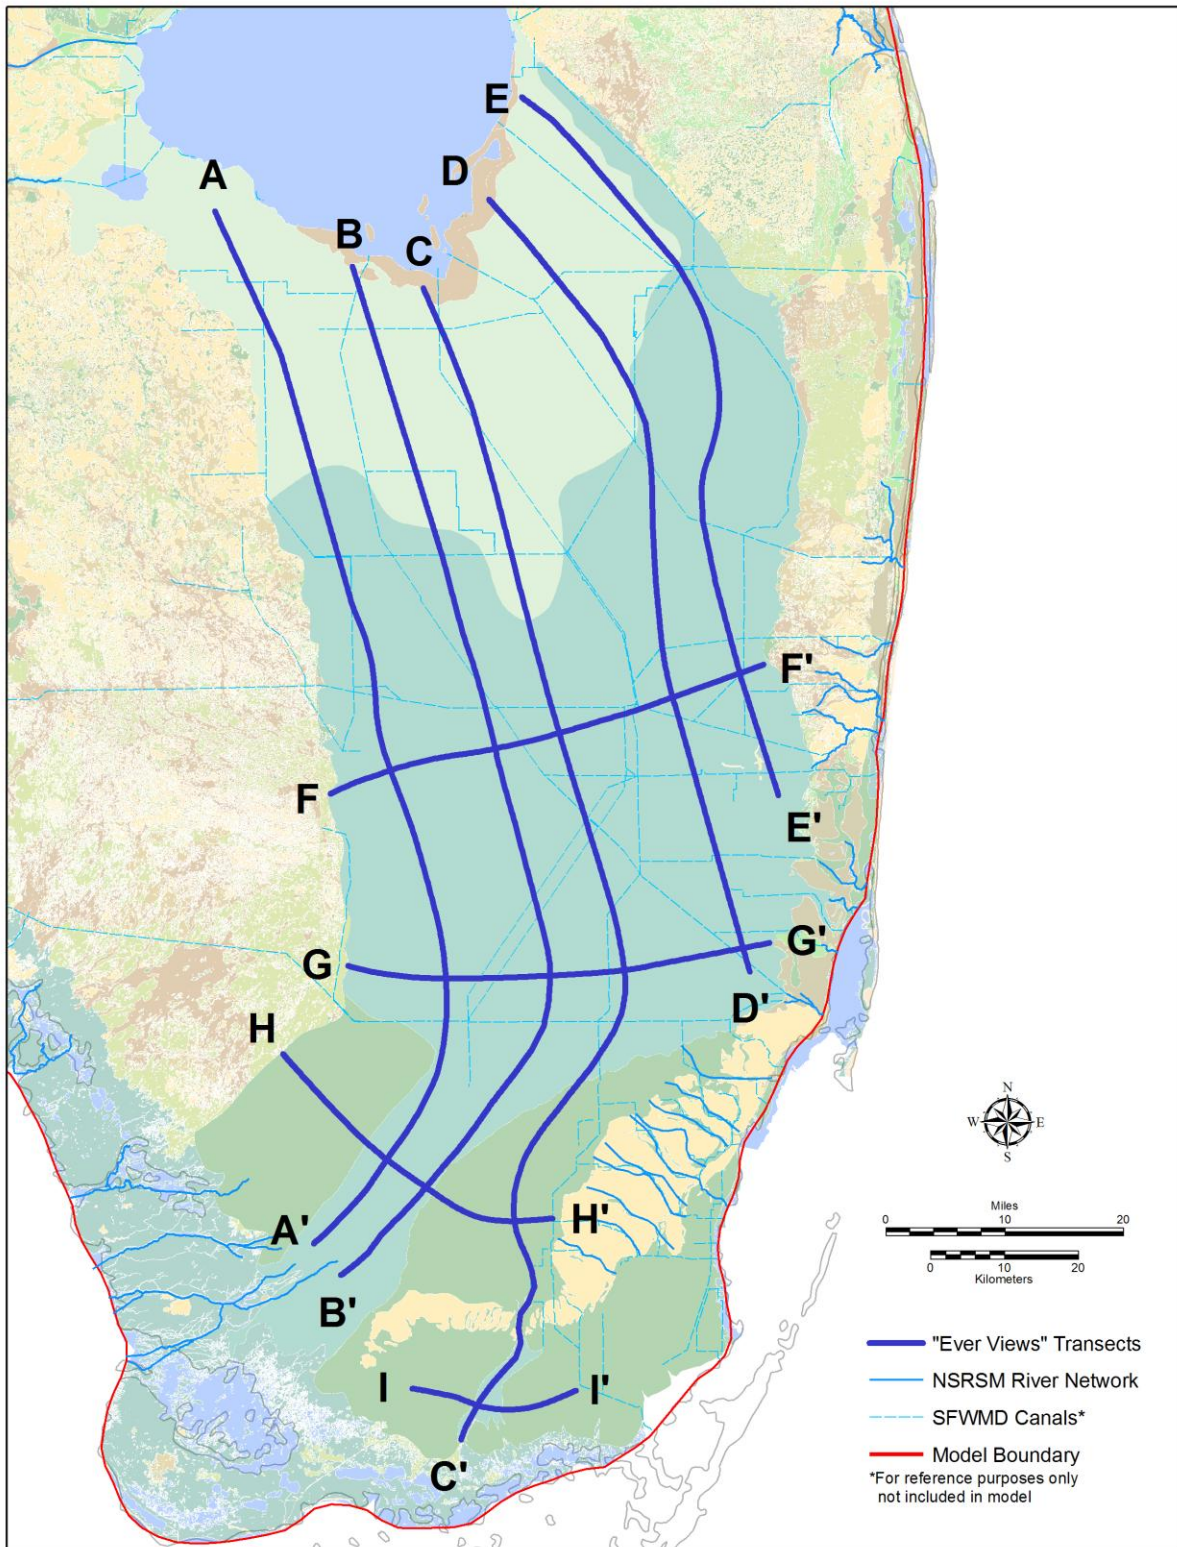 E
D
A
B
C
F'
F
E'
G'
G
D'
H
N
W E
S
Miles
0 10 20
0 10 20
Kilometers
H'
A'
B'
I
I'
C'
"Ever Views" Transects
NSRSM River Network
SFWMD Canals*
Model Boundary
*For reference purposes only
not included in model